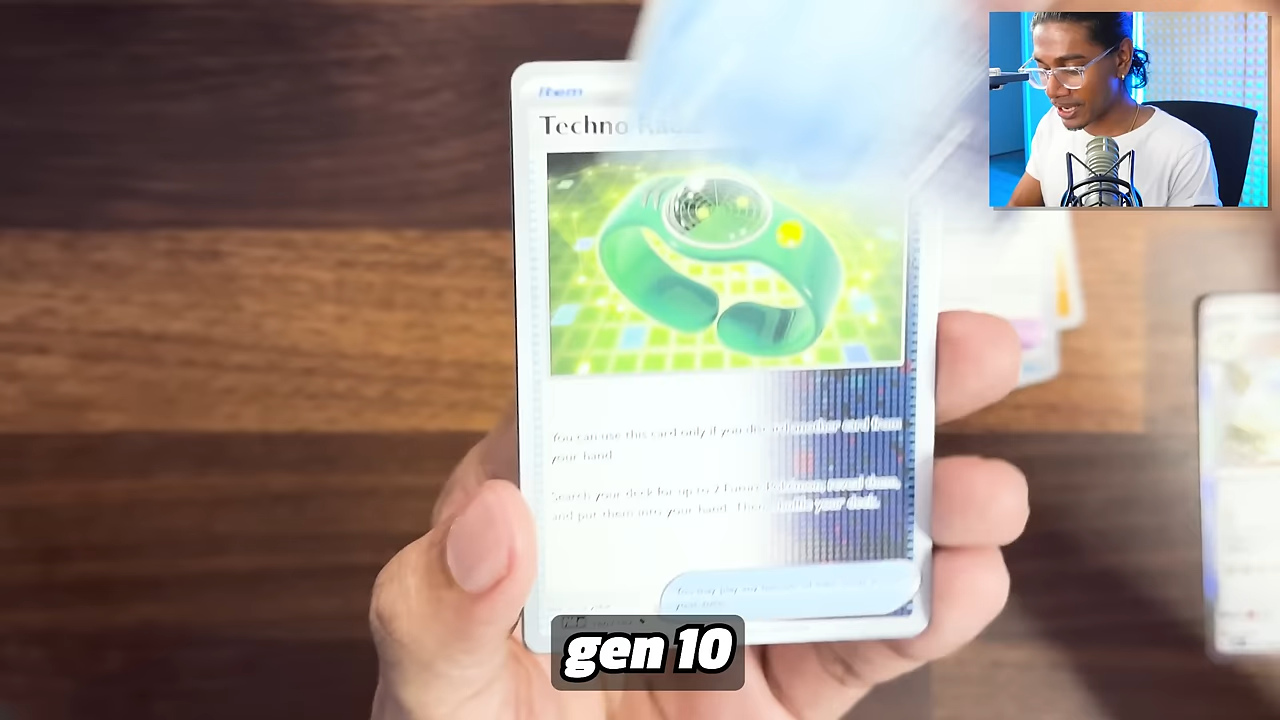 Item
Techno
You can use this card only if you discard another card from
your hand.
Search your deck for up to 2 Future Pokémon, reveal them,
and put them into your hand. Then, shuffle your deck.
gen 10